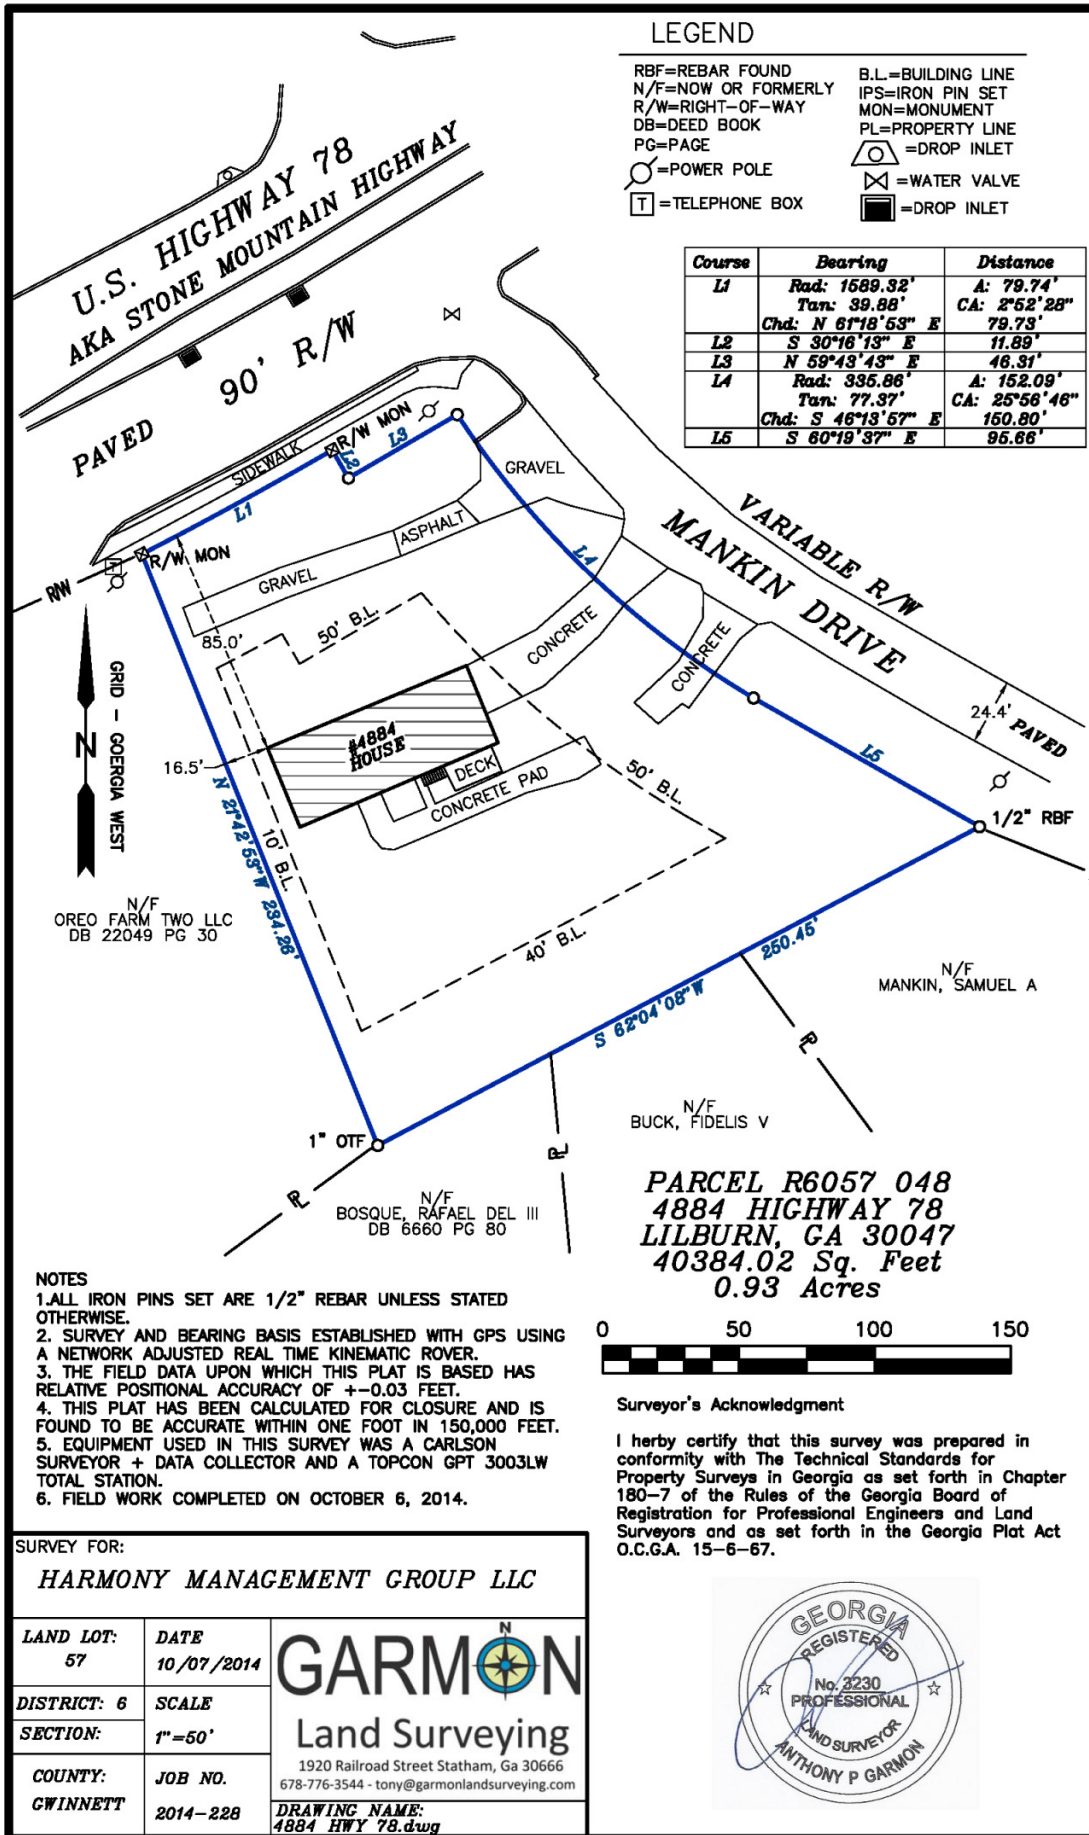 LEGEND
RBF=REBAR FOUND
N/F=NOW OR FORMERLY
R/W=RIGHT-OF-WAY
DB=DEED BOOK
PG=PAGE
=POWER POLE
T =TELEPHONE BOX
B.L.=BUILDING LINE
IPS=IRON PIN SET
MON=MONUMENT
PL=PROPERTY LINE
=DROP INLET
=WATER VALVE
=DROP INLET
Course Bearing Distance
L1 Rad: 1589.32' A: 79.74'
Tan: 39.88' CA: 2°52'28"
Chd: N 61°18'53" E 79.73'
L2 S 30°16'13" E 11.89'
L3 N 59°43'43" E 46.31'
L4 Rad: 335.86' A: 152.09'
Tan: 77.37' CA: 25°56'46"
Chd: S 46°13'57" E 150.80'
L5 S 60°19'37" E 95.66'
U.S. HIGHWAY 78
AKA STONE MOUNTAIN HIGHWAY
90' R/W
PAVED
SIDEWALK
R/W MON
L3
L2
L1
R/W MON
T
R/W
GRAVEL
ASPHALT
GRAVEL
L4
VARIABLE R/W
MANKIN DRIVE
CONCRETE
CONCRETE
85.0'
50' B.L.
GRID - GOERGIA WEST
N
#4884
HOUSE
DECK
CONCRETE PAD
16.5'
N 21°42'53"W 234.26'
10' B.L.
50' B.L.
24.4'
PAVED
L5
1/2" RBF
N/F
OREO FARM TWO LLC
DB 22049 PG 30
40' B.L.
S 62°04'08"W
250.45'
N/F
MANKIN, SAMUEL A
PL
N/F
BUCK, FIDELIS V
1" OTF
PL
PL
N/F
BOSQUE, RAFAEL DEL III
DB 6660 PG 80
PARCEL R6057 048
4884 HIGHWAY 78
LILBURN, GA 30047
40384.02 Sq. Feet
0.93 Acres
0 50 100 150
NOTES
1.ALL IRON PINS SET ARE 1/2" REBAR UNLESS STATED
OTHERWISE.
2. SURVEY AND BEARING BASIS ESTABLISHED WITH GPS USING
A NETWORK ADJUSTED REAL TIME KINEMATIC ROVER.
3. THE FIELD DATA UPON WHICH THIS PLAT IS BASED HAS
RELATIVE POSITIONAL ACCURACY OF +-0.03 FEET.
4. THIS PLAT HAS BEEN CALCULATED FOR CLOSURE AND IS
FOUND TO BE ACCURATE WITHIN ONE FOOT IN 150,000 FEET.
5. EQUIPMENT USED IN THIS SURVEY WAS A CARLSON
SURVEYOR + DATA COLLECTOR AND A TOPCON GPT 3003LW
TOTAL STATION.
6. FIELD WORK COMPLETED ON OCTOBER 6, 2014.
Surveyor's Acknowledgment
I herby certify that this survey was prepared in
conformity with The Technical Standards for
Property Surveys in Georgia as set forth in Chapter
180-7 of the Rules of the Georgia Board of
Registration for Professional Engineers and Land
Surveyors and as set forth in the Georgia Plat Act
O.C.G.A. 15-6-67.
SURVEY FOR:
HARMONY MANAGEMENT GROUP LLC
LAND LOT:
57
DATE
10/07/2014
DISTRICT: 6
SECTION:
SCALE
1"=50'
COUNTY:
GWINNETT
JOB NO.
2014-228
N
GARMON
Land Surveying
1920 Railroad Street Statham, Ga 30666
678-776-3544 - tony@garmonlandsurveying.com
DRAWING NAME:
4884 HWY 78.dwg
GEORGIA
REGISTERED
No. 3230
PROFESSIONAL
LAND SURVEYOR
ANTHONY P GARMON